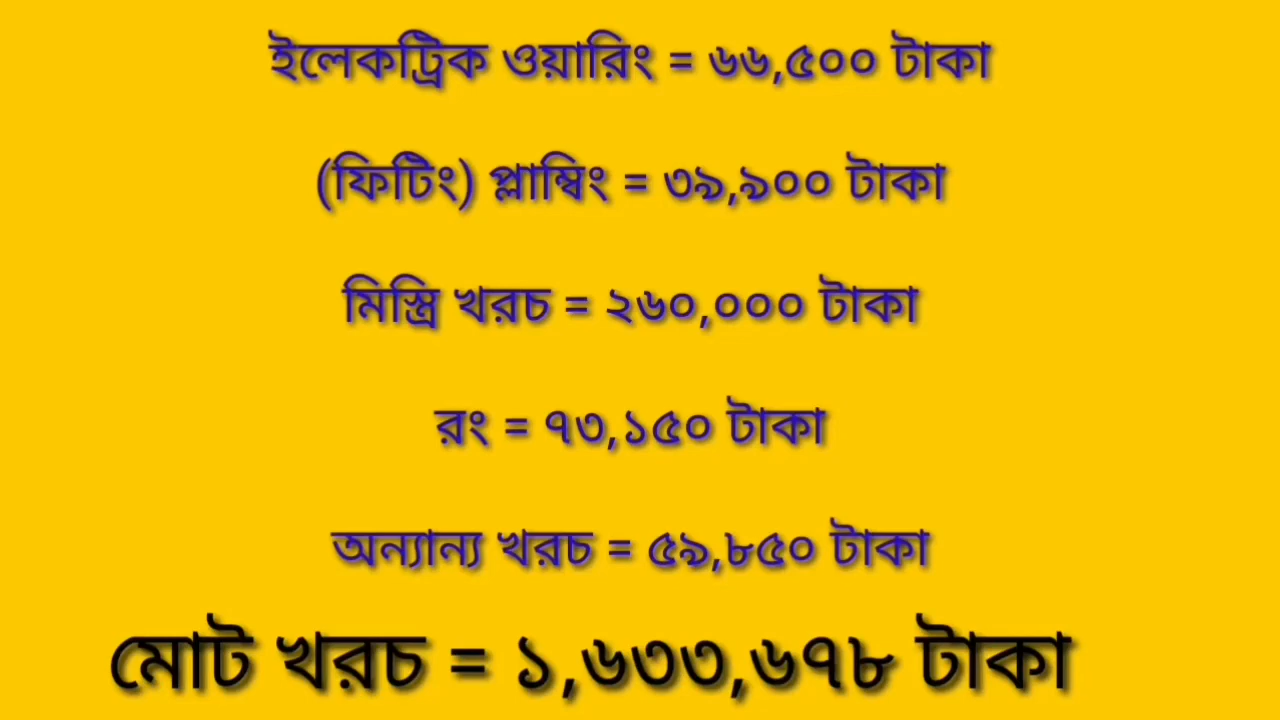 ইলেকট্রিক ওয়ারিং = ৬৬,৫০০ টাকা
(ফিটিং) প্লাম্বিং = ৩৯,৯০০ টাকা
মিস্ত্রি খরচ = ২৬০,০০০ টাকা
রং = ৭৩,১৫০ টাকা
অন্যান্য খরচ = ৫৯,৮৫০ টাকা
মোট খরচ = ১,৬৩৩,৬৭৮ টাকা